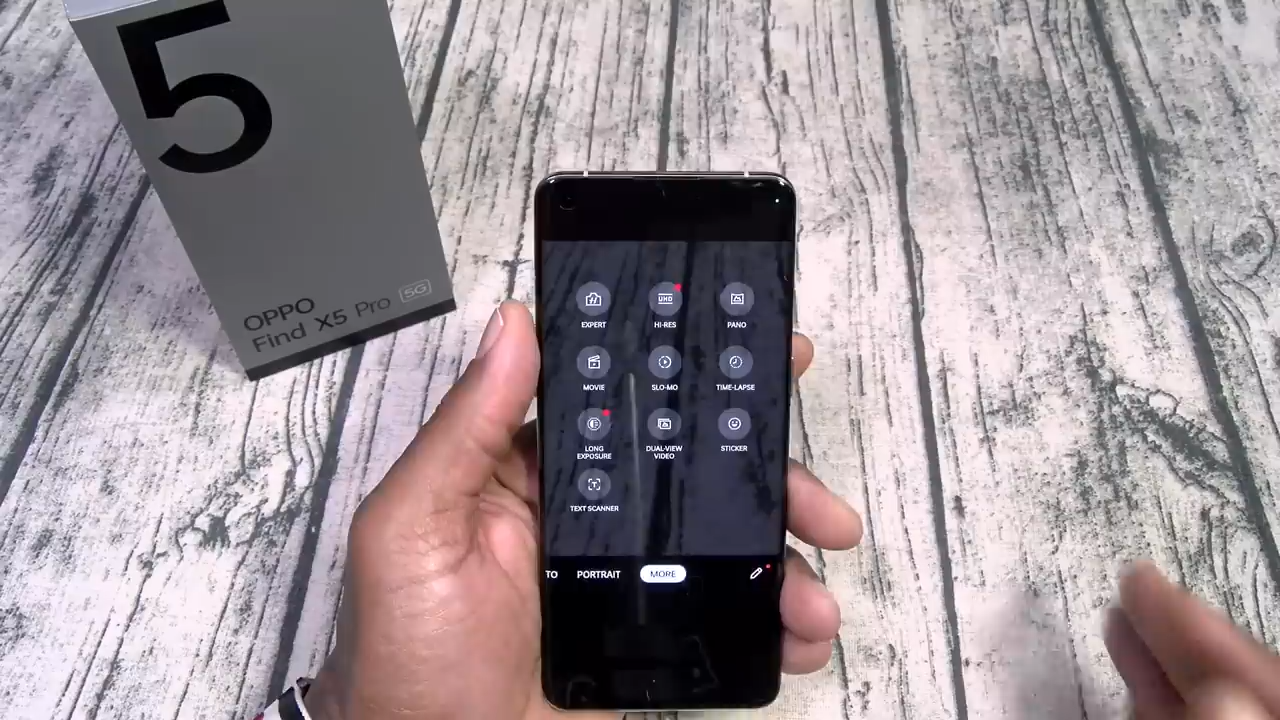 5
OPPO
Find X5 Pro 5G
EXPERT
UHD
HI-RES
PANO
MOVIE
SLO-MO
TIME-LAPSE
LONG
EXPOSURE
DUAL-VIEW
VIDEO
STICKER
T
TEXT SCANNER
TO
PORTRAIT
MORE